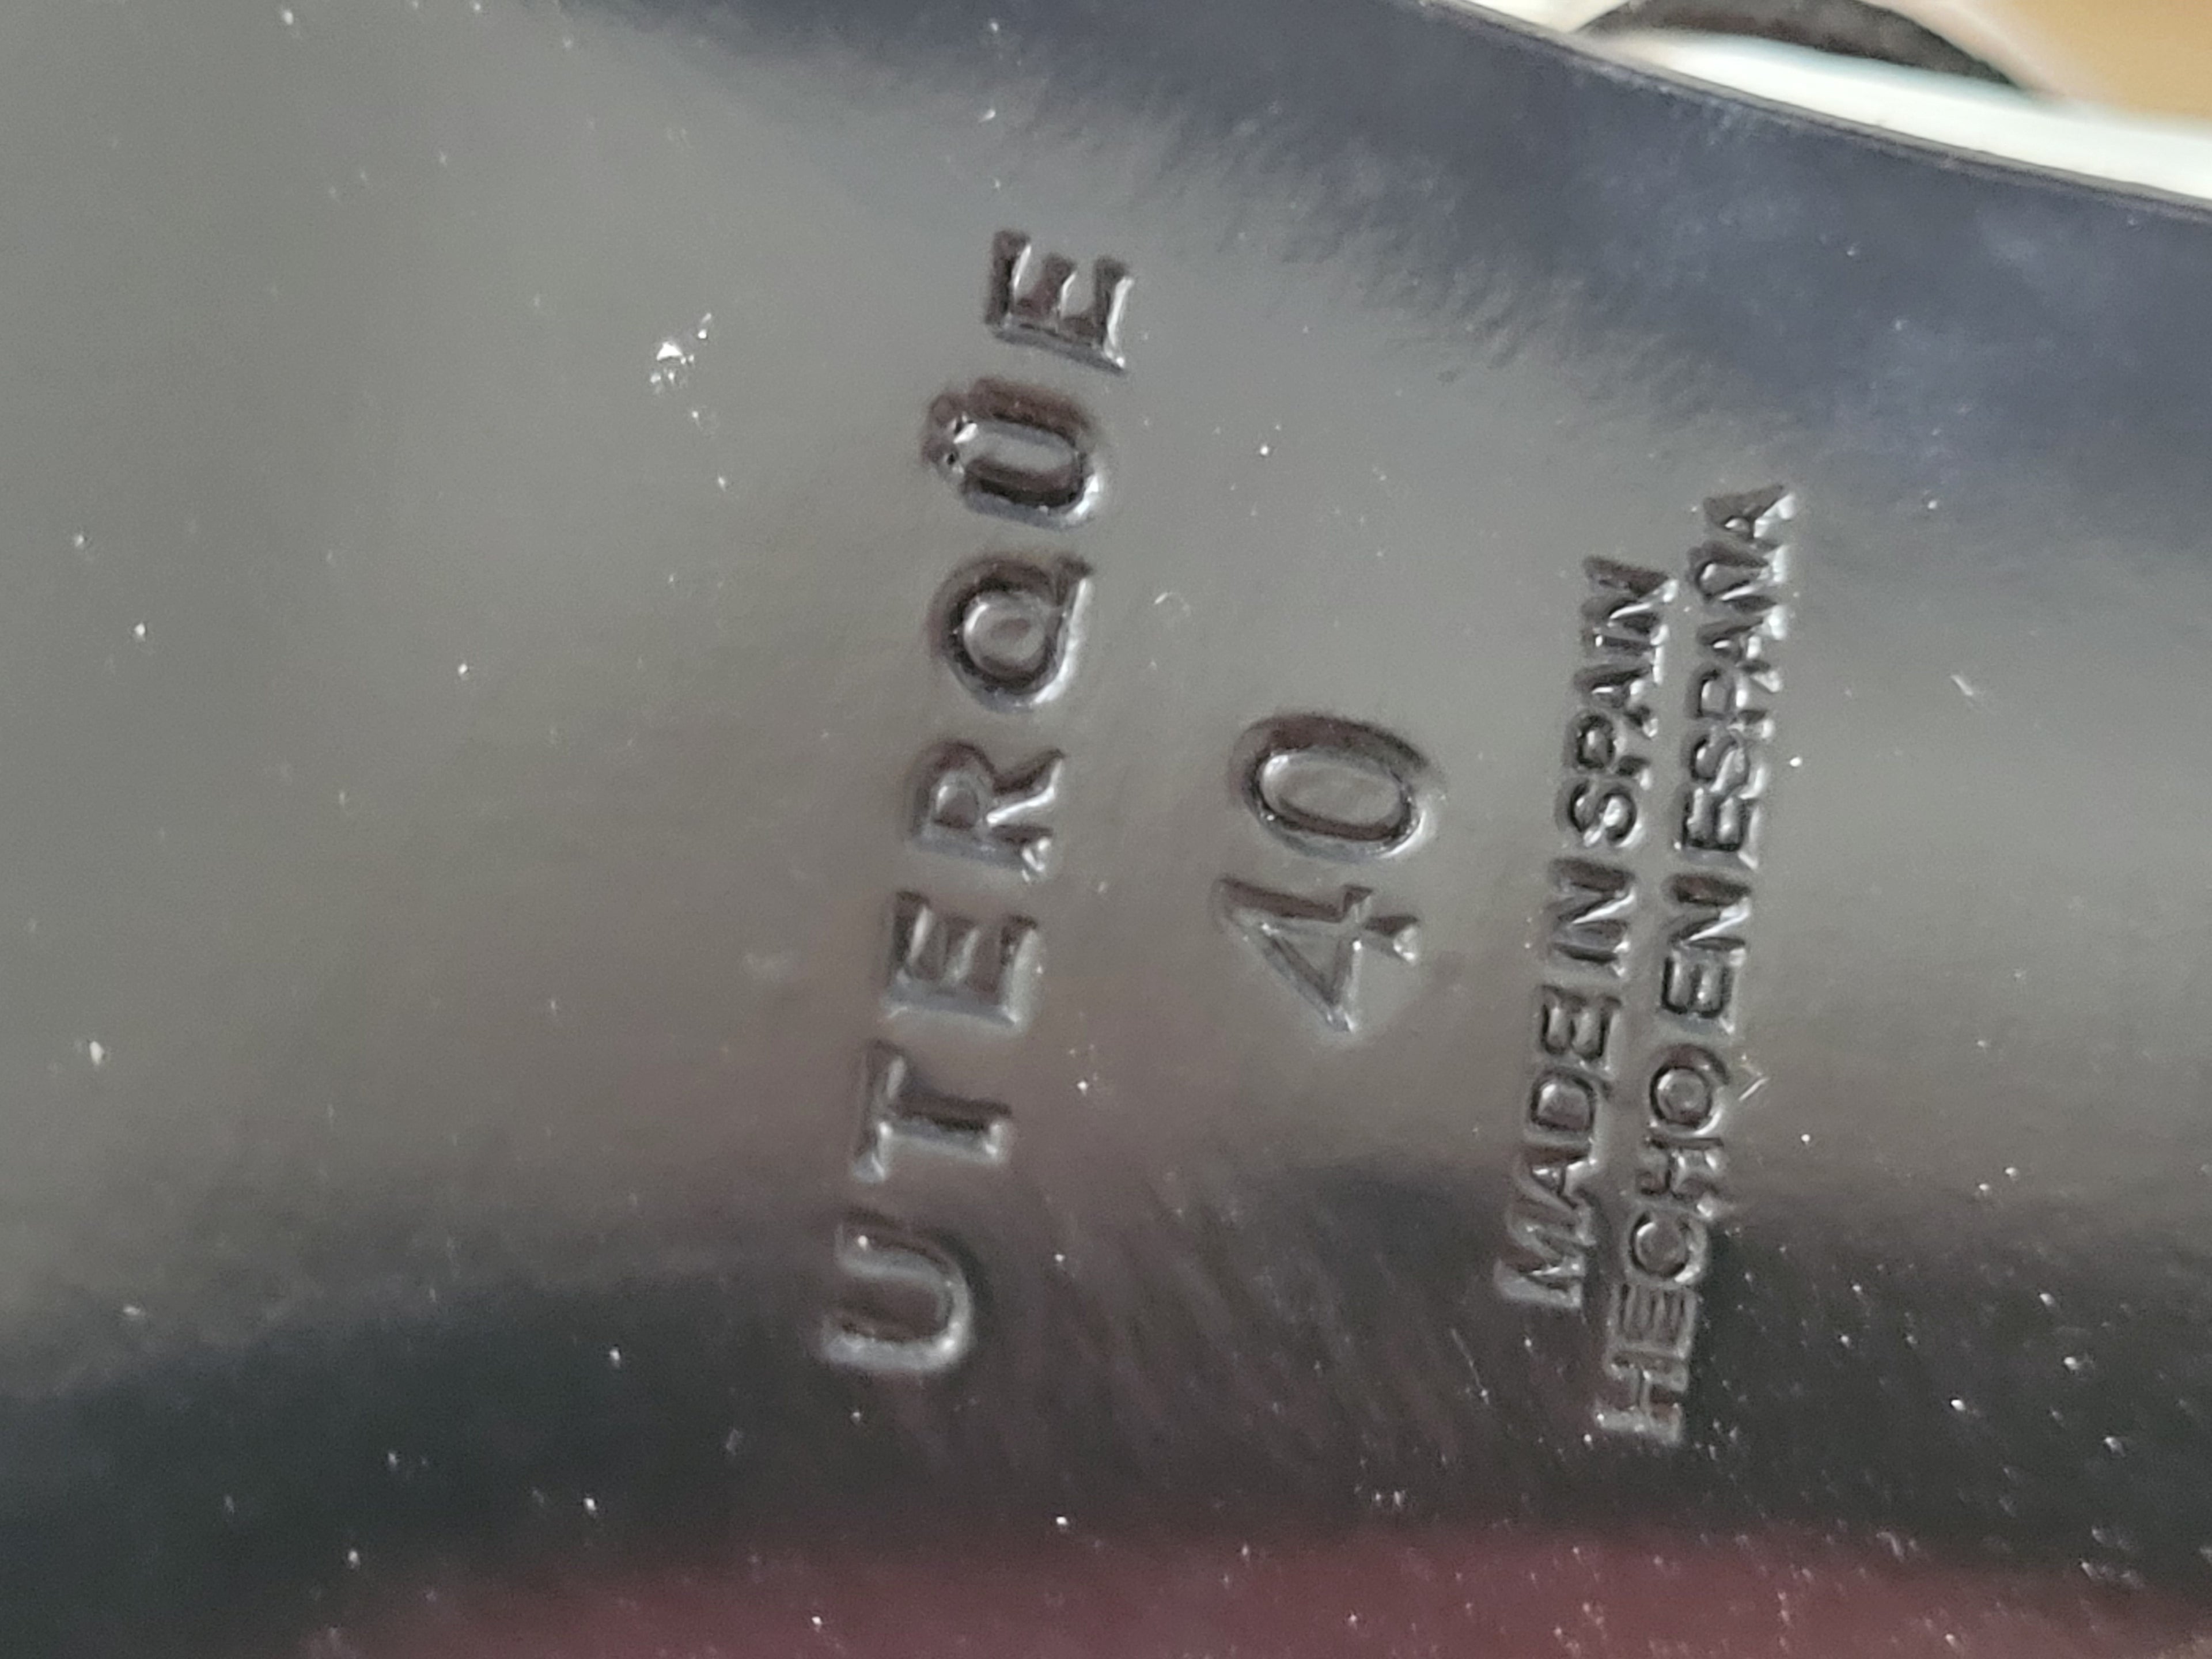 UTERQÜE
40
MADE IN SPAIN
HECHO EN ESPAÑA